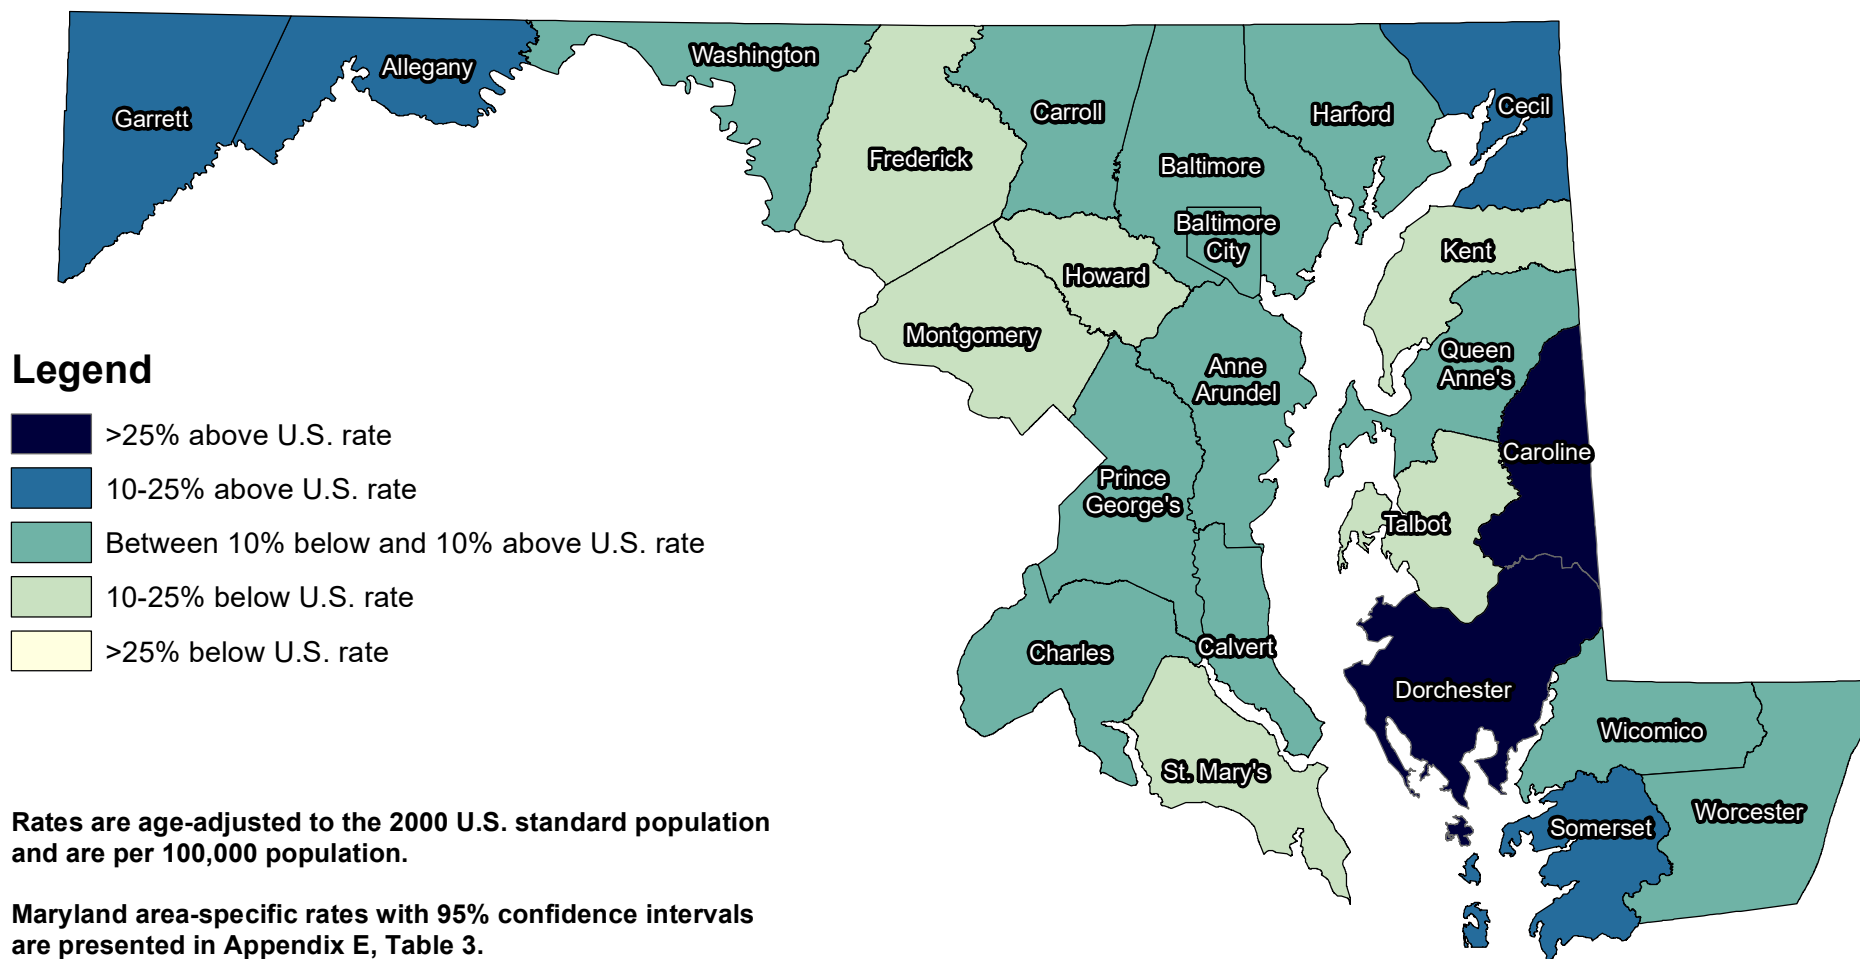 Garrett
Allegany
Washington
Frederick
Carroll
Baltimore
Baltimore
City
Harford
Cecil
Howard
Montgomery
Kent
Queen
Anne's
Anne
Arundel
Caroline
Prince
George's
Talbot
Charles
Calvert
Dorchester
St. Mary's
Wicomico
Worcester
Somerset
Legend
>25% above U.S. rate
10-25% above U.S. rate
Between 10% below and 10% above U.S. rate
10-25% below U.S. rate
>25% below U.S. rate
Rates are age-adjusted to the 2000 U.S. standard population
and are per 100,000 population.
Maryland area-specific rates with 95% confidence intervals
are presented in Appendix E, Table 3.